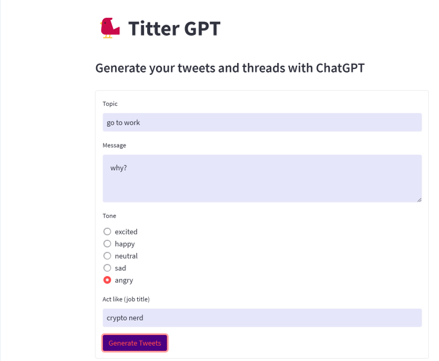 Titter GPT
Generate your tweets and threads with ChatGPT
Topic
go to work
Message
why?
Tone
excited
happy
neutral
sad
angry
Act like (job title)
crypto nerd
Generate Tweets